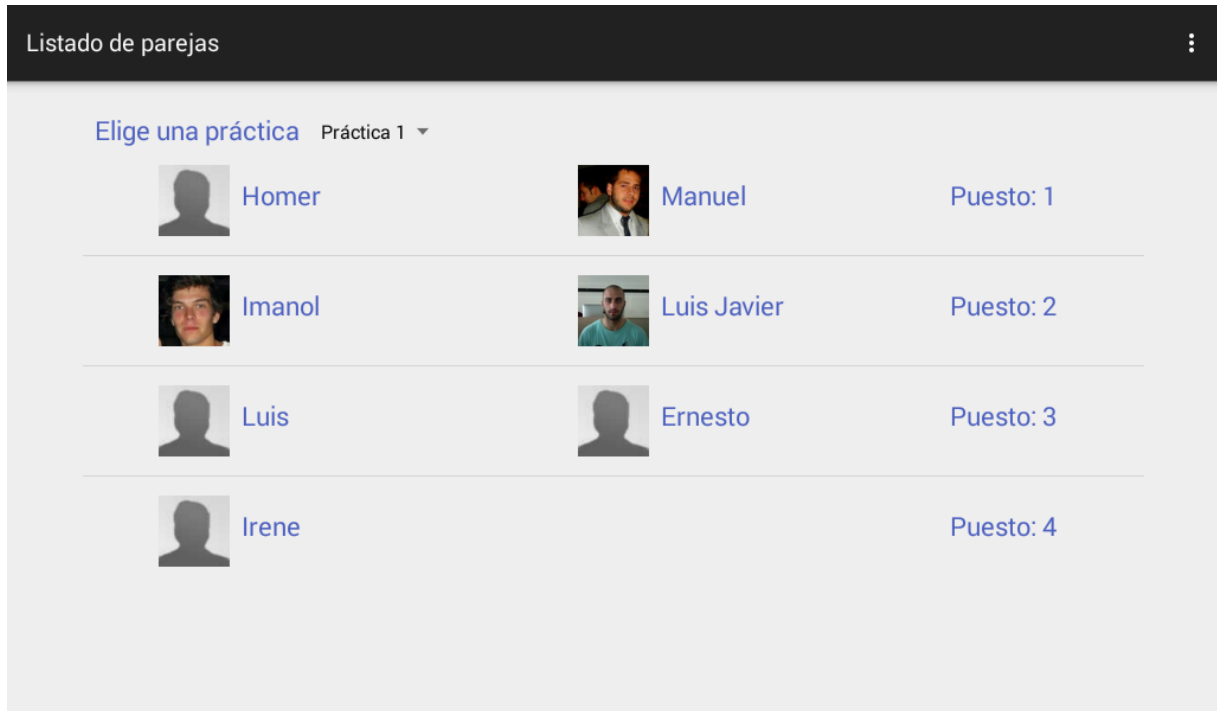 Listado de parejas
Elige una práctica Práctica 1
Homer Manuel Puesto: 1
Imanol Luis Javier Puesto: 2
Luis Ernesto Puesto: 3
Irene Puesto: 4